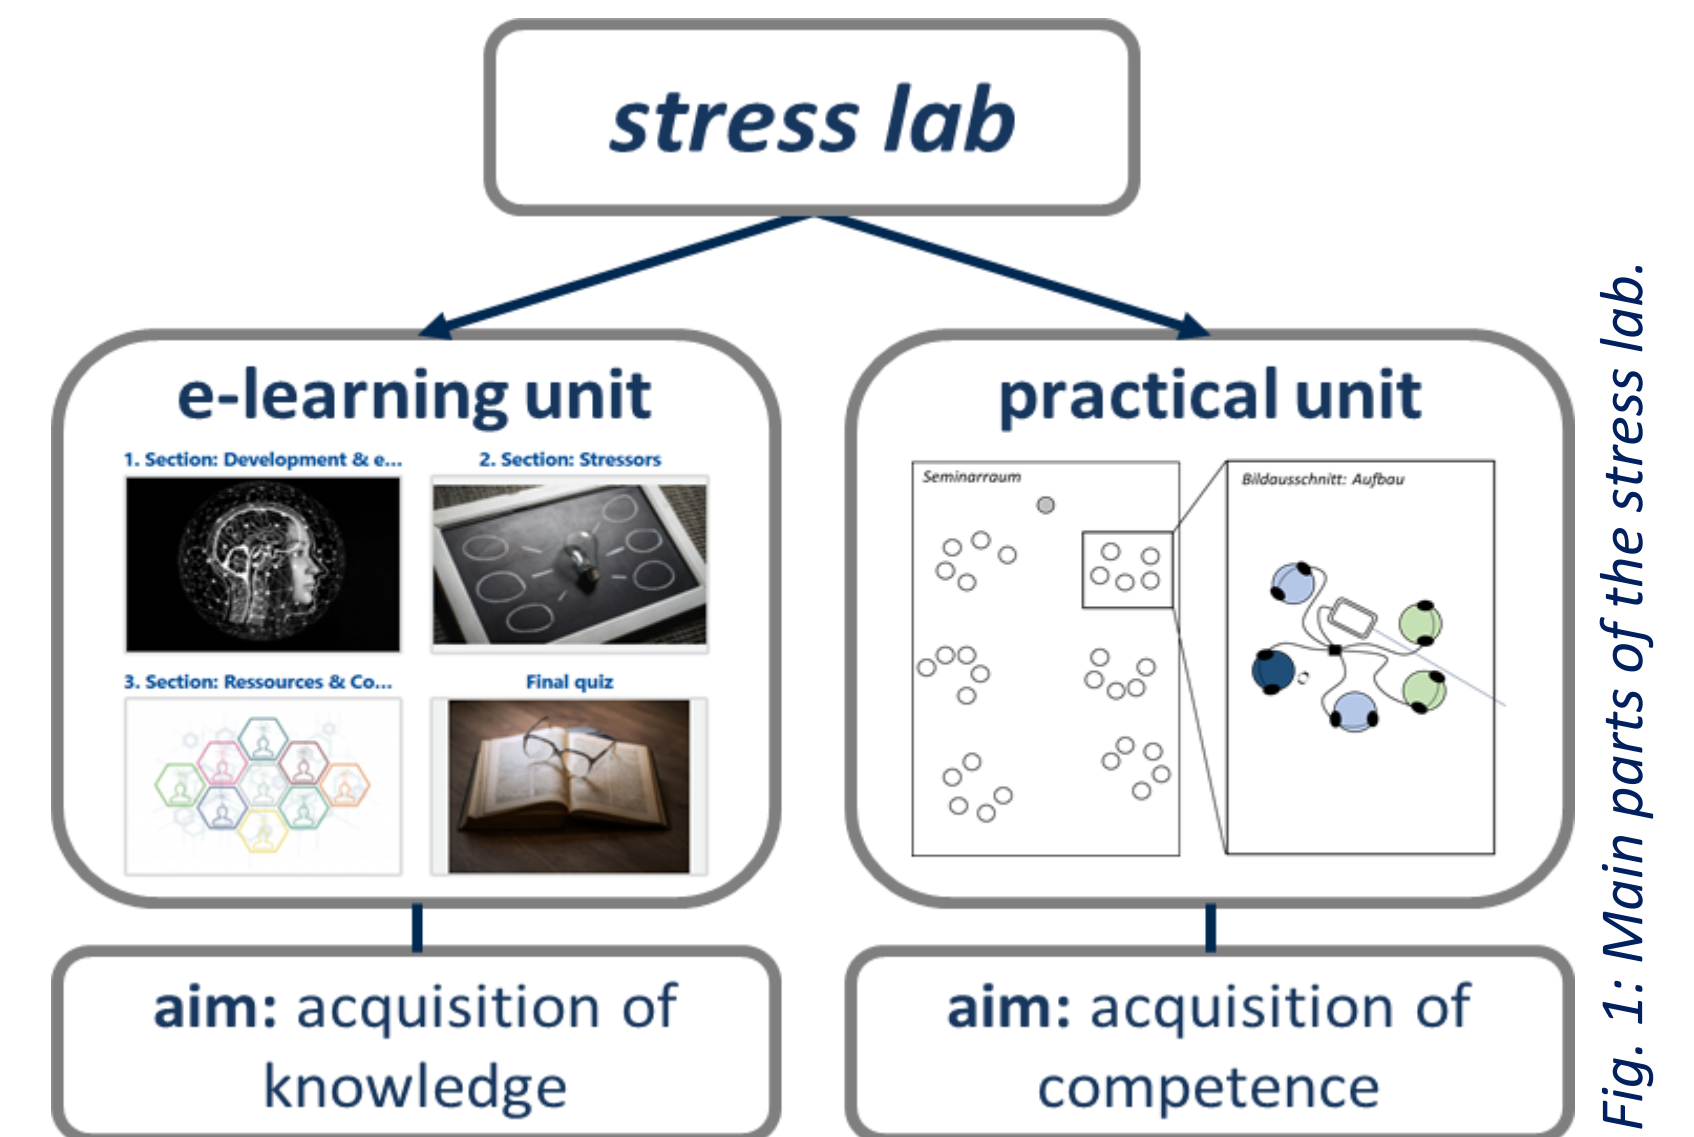 stress lab
e-learning unit
1. Section: Development & e...
2. Section: Stressors
3. Section: Ressources & Co...
Final quiz
aim: acquisition of
knowledge
practical unit
Seminarraum
Bildausschnitt: Aufbau
aim: acquisition of
competence
Fig. 1: Main parts of the stress lab.